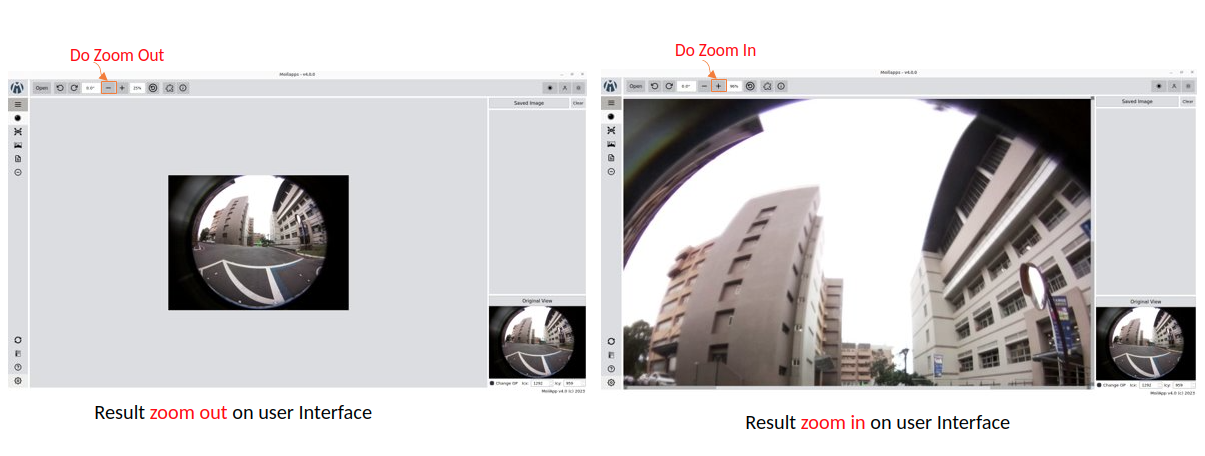 Do Zoom Out
Moilapps - v4.0.0
Open 0.0° 25%
Saved Image Clear
Original View
Change OP Icx: 1292 Icy: 959
MoilApp v4.0 (c) 2023
Result zoom out on user Interface
Do Zoom In
Moilapps - v4.0.0
Open 0.0° 96%
Saved Image Clear
Original View
Change OP Icx: 1292 Icy: 959
MoilApp v4.0 (c) 2023
Result zoom in on user Interface